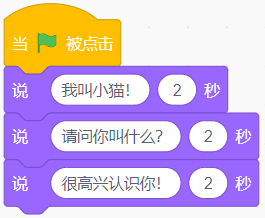 当 被点击
说 我叫小猫！ 2 秒
说 请问你叫什么？ 2 秒
说 很高兴认识你！ 2 秒